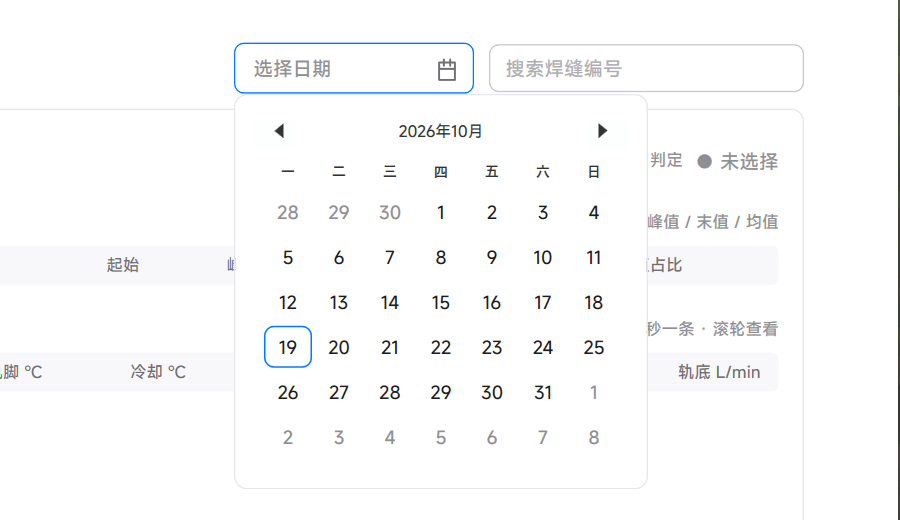 选择日期 搜索焊缝编号
2026年10月
判定 未选择
一 二 三 四 五 六 日
28 29 30 1 2 3 4
峰值 / 末值 / 均值
5 6 7 8 9 10 11
起始 占比
12 13 14 15 16 17 18
秒一条 · 滚轮查看
19 20 21 22 23 24 25
脚 ℃ 冷却 ℃ 轨底 L/min
26 27 28 29 30 31 1
2 3 4 5 6 7 8